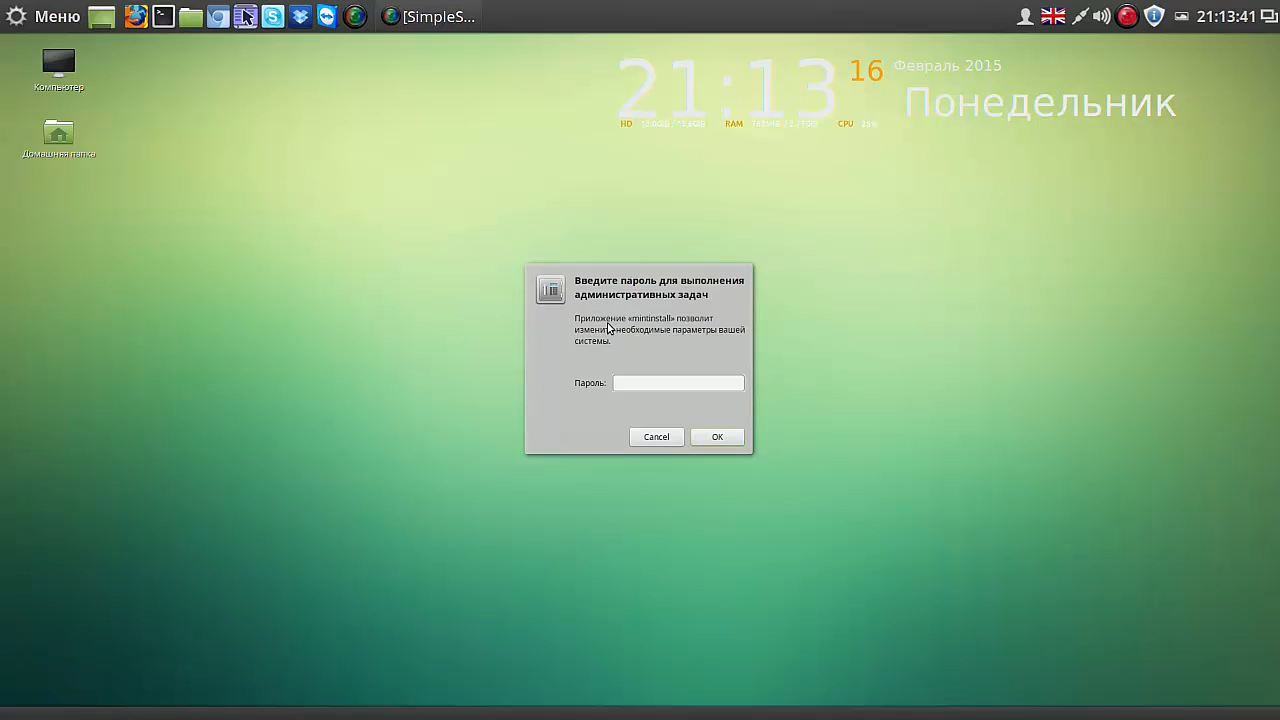 Меню
[SimpleS...
21:13:41
Компьютер
Домашняя папка
21:13
16
Февраль 2015
Понедельник
HD
RAM
CPU
Введите пароль для выполнения
административных задач
Приложение «mintinstall» позволит
необходимые параметры вашей
системы.
Пароль:
Cancel
OK